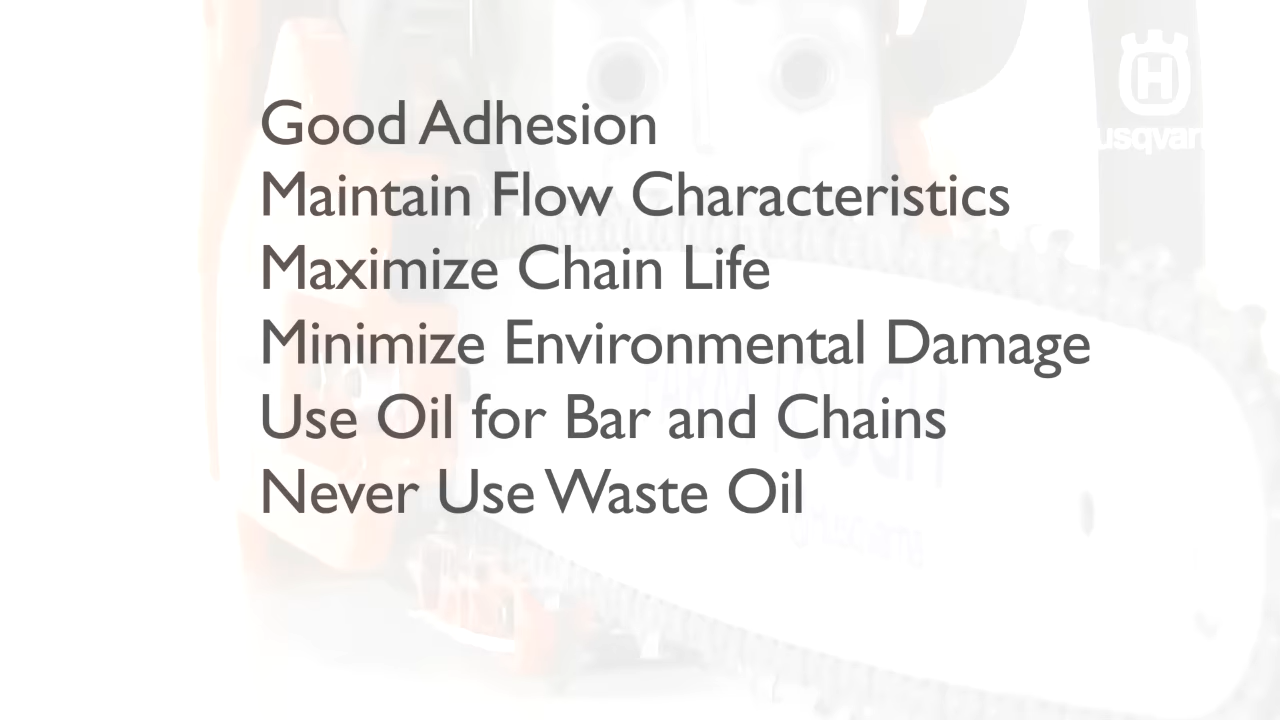 Good Adhesion
Maintain Flow Characteristics
Maximize Chain Life
Minimize Environmental Damage
Use Oil for Bar and Chains
Never Use Waste Oil
H